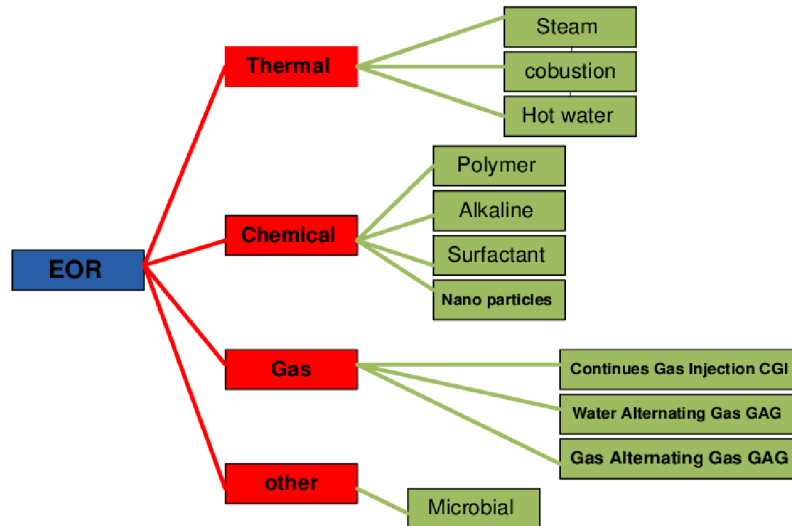 EOR
Thermal
Steam
cobustion
Hot water
Chemical
Polymer
Alkaline
Surfactant
Nano particles
Gas
Continues Gas Injection CGI
Water Alternating Gas GAG
Gas Alternating Gas GAG
other
Microbial